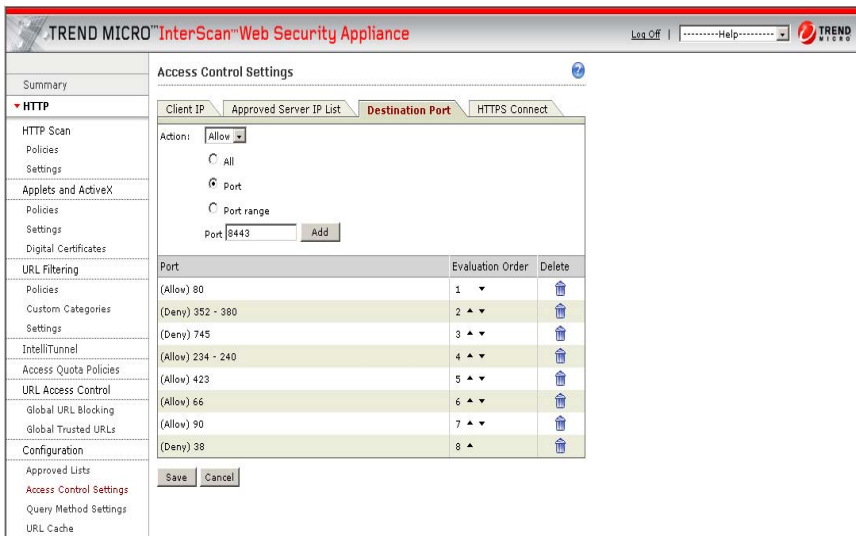 TREND MICRO™ InterScan™ Web Security Appliance
Log Off | ---------Help---------
TREND MICRO
Summary
HTTP
HTTP Scan
Policies
Settings
Applets and ActiveX
Policies
Settings
Digital Certificates
URL Filtering
Policies
Custom Categories
Settings
IntelliTunnel
Access Quota Policies
URL Access Control
Global URL Blocking
Global Trusted URLs
Configuration
Approved Lists
Access Control Settings
Query Method Settings
URL Cache
Access Control Settings
?
Client IP Approved Server IP List Destination Port HTTPS Connect
Action: Allow
All
Port
Port range
Port 8443 Add
Port Evaluation Order Delete
(Allow) 80 1
(Deny) 352 - 380 2
(Deny) 745 3
(Allow) 234 - 240 4
(Allow) 423 5
(Allow) 66 6
(Allow) 90 7
(Deny) 38 8
Save Cancel